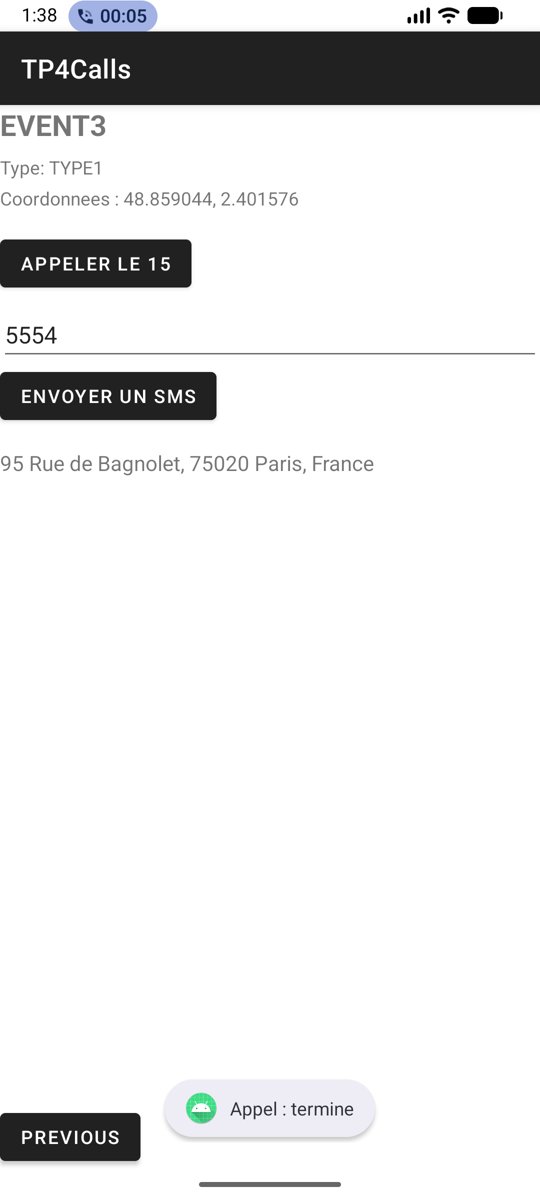 1:38 00:05
TP4Calls
EVENT3
Type: TYPE1
Coordonnees : 48.859044, 2.401576
APPELER LE 15
5554
ENVOYER UN SMS
95 Rue de Bagnolet, 75020 Paris, France
Appel : termine
PREVIOUS